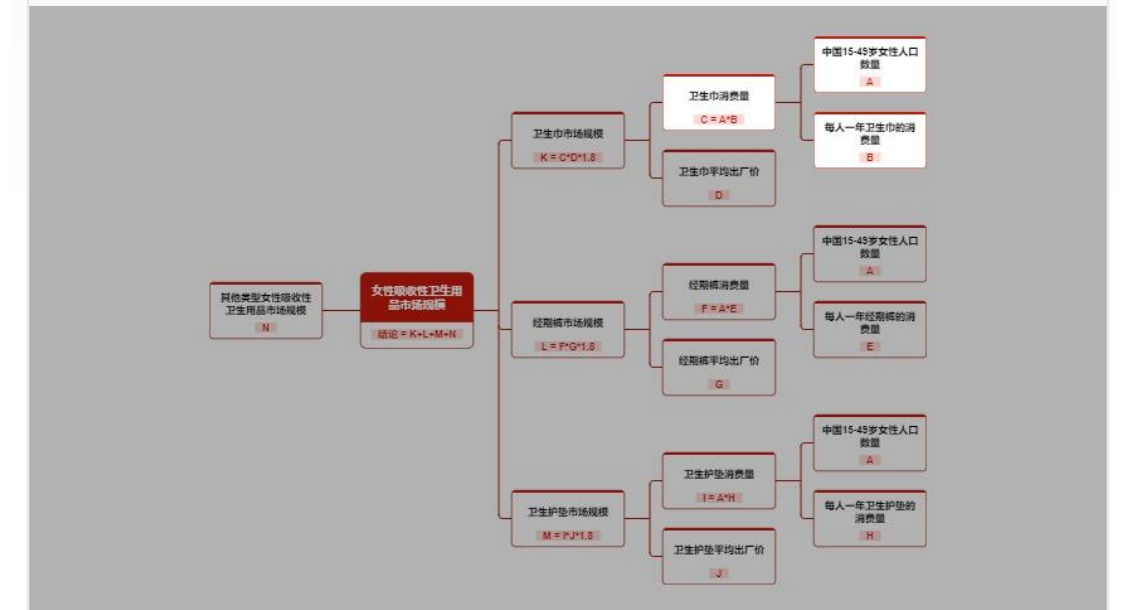 中国15-49岁女性人口
数量
A
卫生巾消费量
C = A*B
每人一年卫生巾的消
费量
B
卫生巾市场规模
K = C*D*1.8
卫生巾平均出厂价
D
中国15-49岁女性人口
数量
A
经期裤消费量
F = A*E
每人一年经期裤的消
费量
E
其他类型女性吸收性
卫生用品市场规模
N
女性吸收性卫生用
品市场规模
结论 = K+L+M+N
经期裤市场规模
L = F*G*1.8
经期裤平均出厂价
G
中国15-49岁女性人口
数量
A
卫生护垫消费量
I = A*H
每人一年卫生护垫的
消费量
H
卫生护垫市场规模
M = I*J*1.8
卫生护垫平均出厂价
J